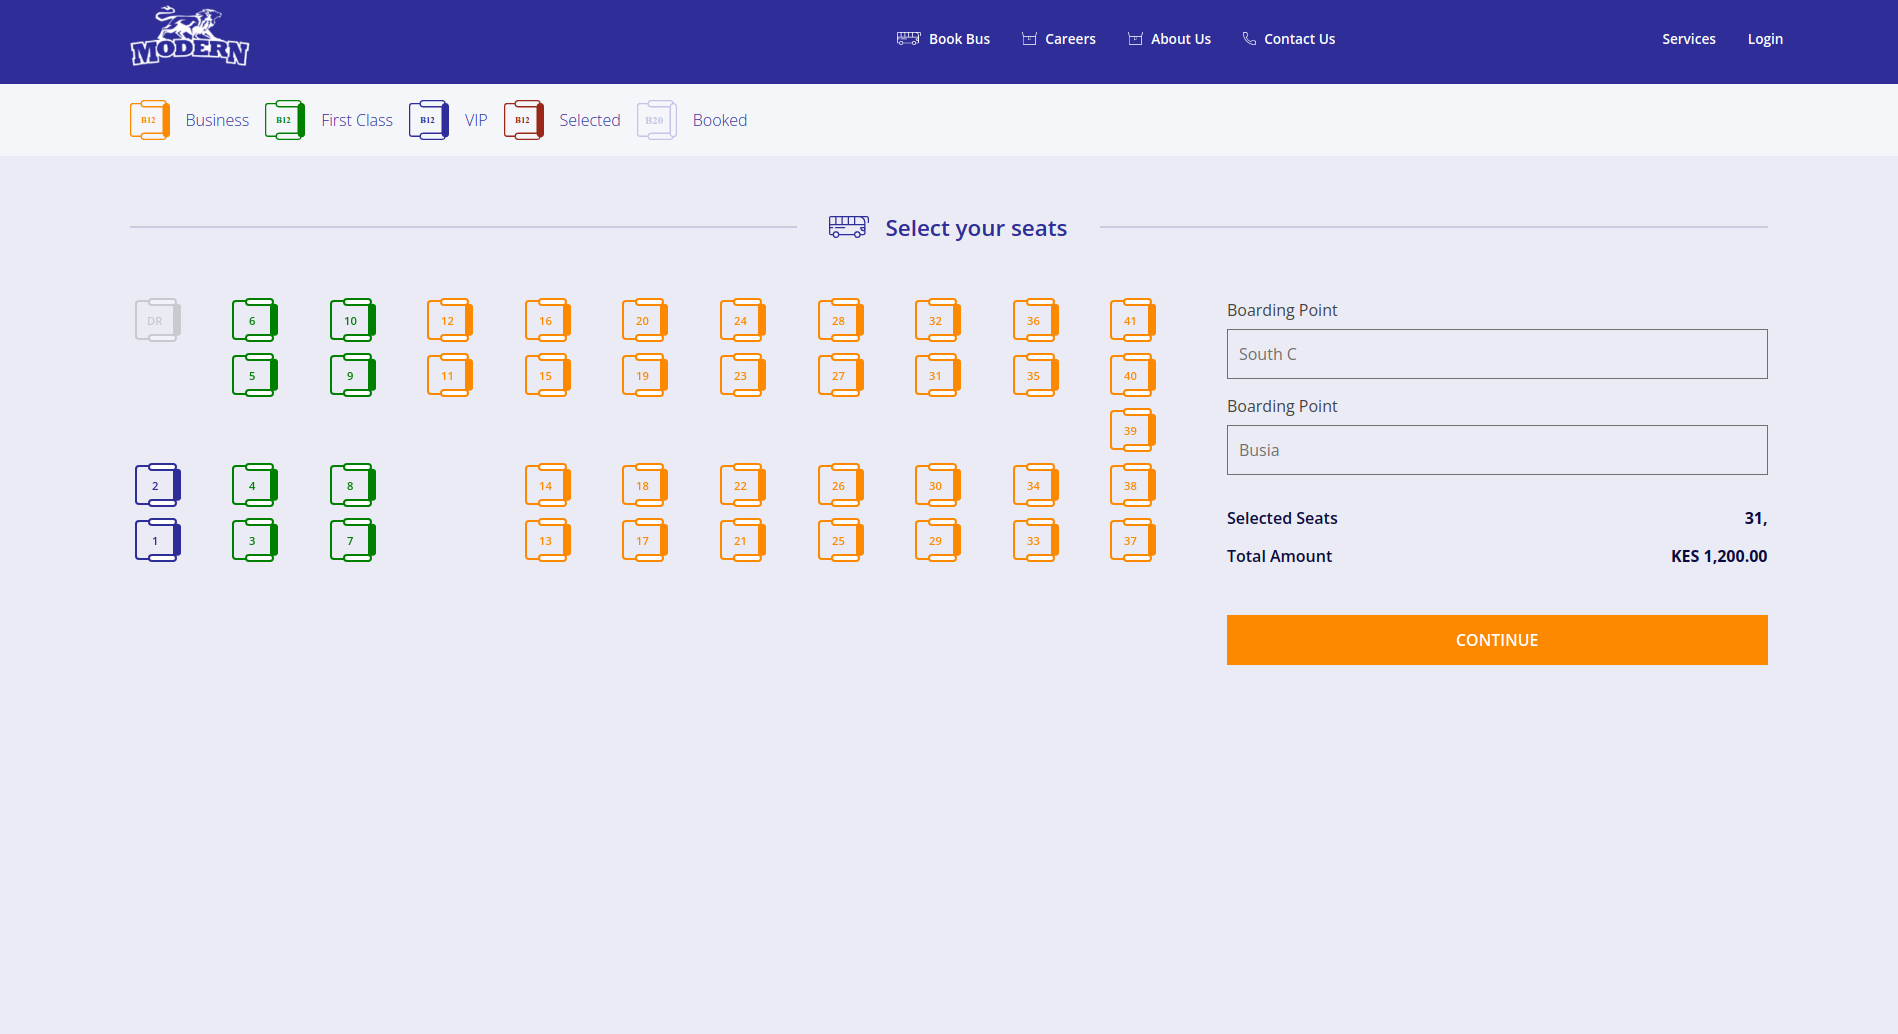 MODERN
Book Bus Careers About Us Contact Us Services Login
B12 Business B12 First Class B12 VIP B12 Selected B20 Booked
Select your seats
DR 6 10 12 16 20 24 28 32 36 41
5 9 11 15 19 23 27 31 35 40
39
2 4 8 14 18 22 26 30 34 38
1 3 7 13 17 21 25 29 33 37
Boarding Point
South C
Boarding Point
Busia
Selected Seats 31,
Total Amount KES 1,200.00
CONTINUE